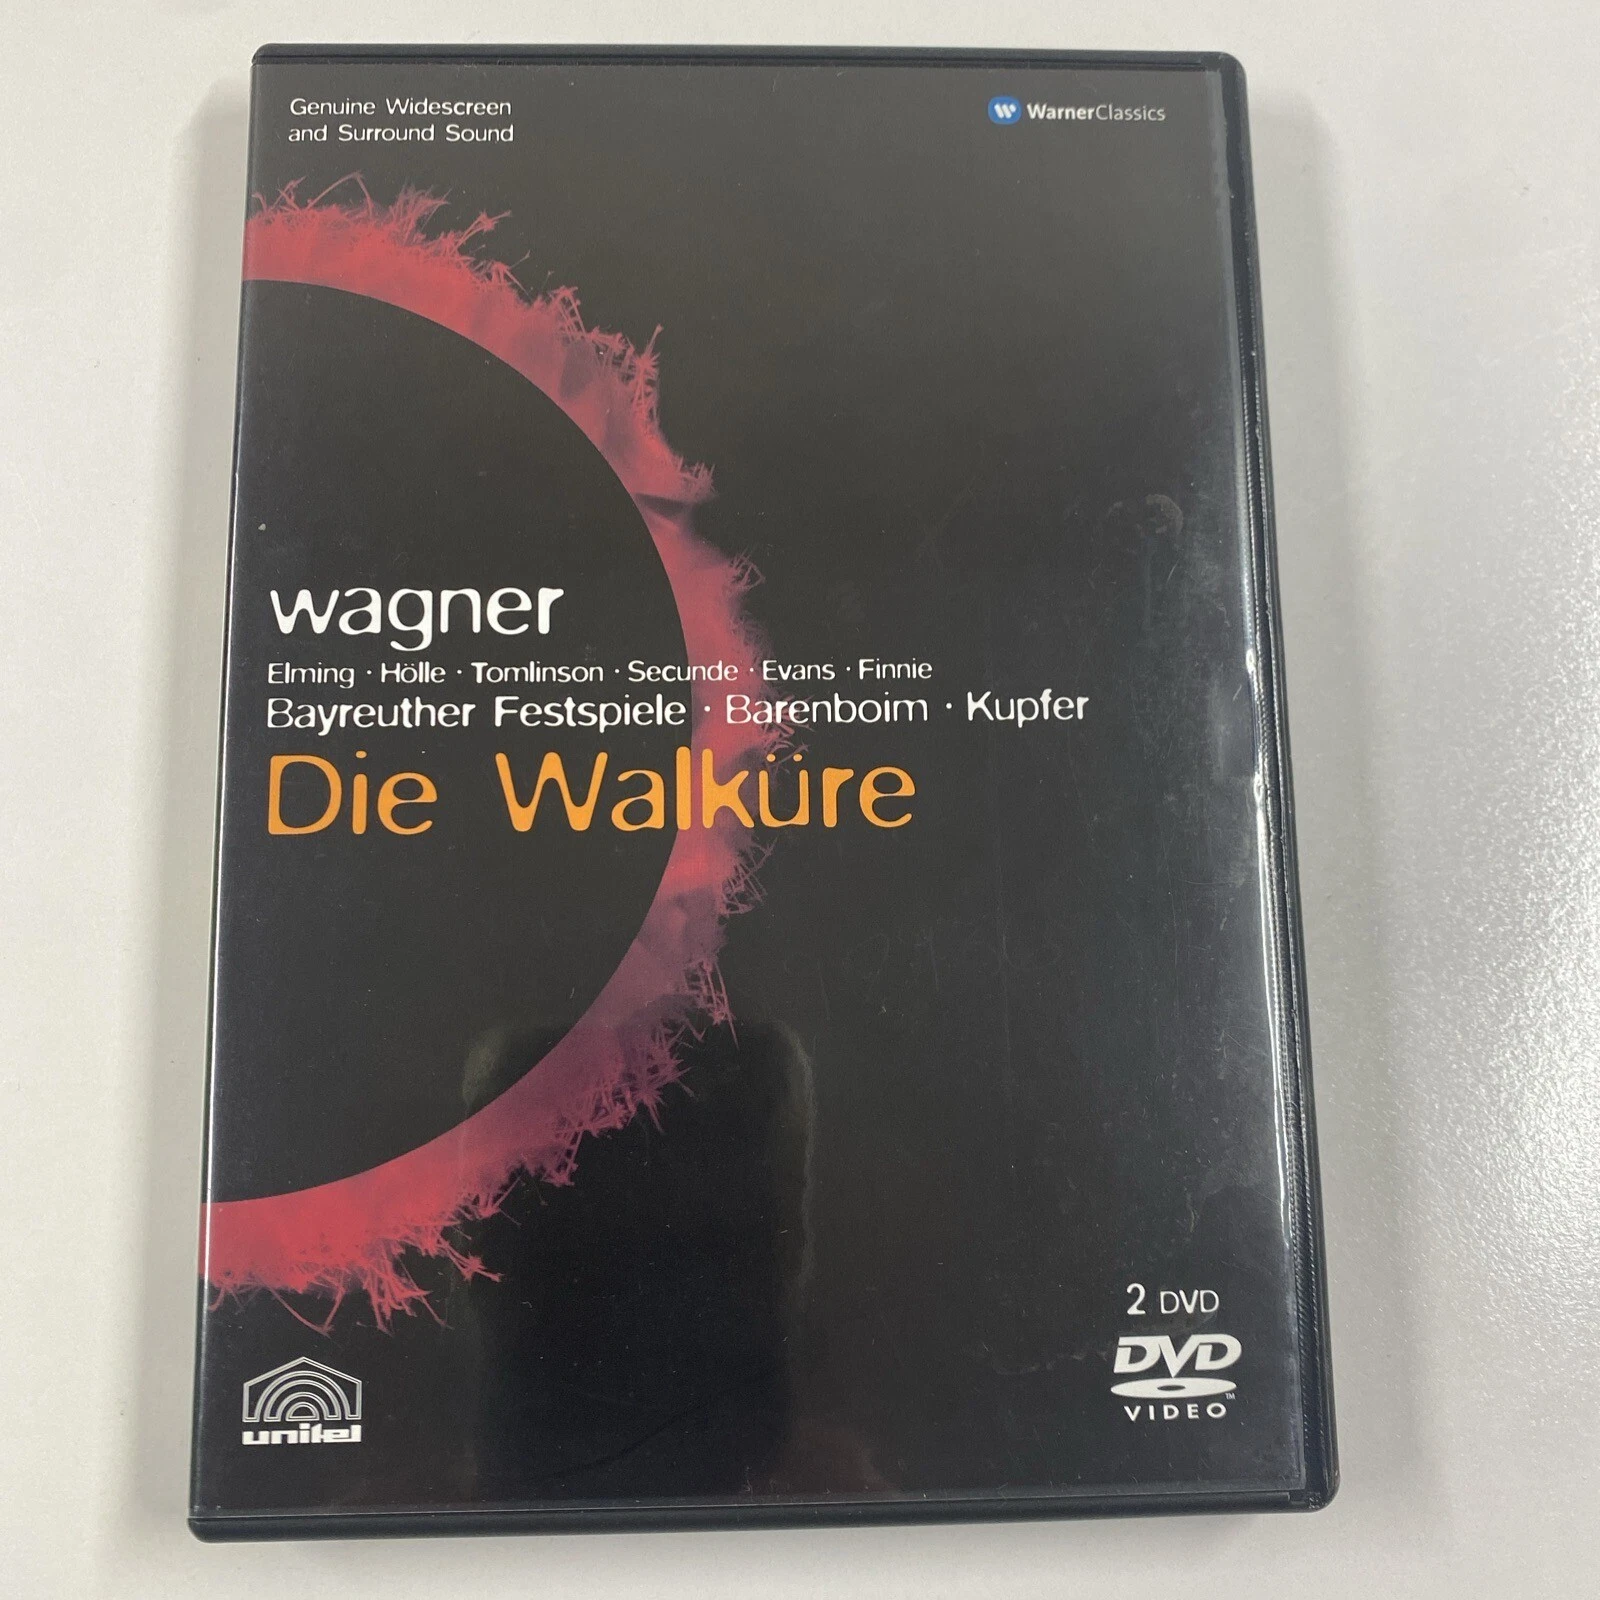 Genuine Widescreen
and Surround Sound
WarnerClassics
wagner
Elming · Hölle · Tomlinson · Secunde · Evans · Finnie
Bayreuther Festspiele · Barenboim · Kupfer
Die Walküre
2 DVD
DVD
™
VIDEO
unitel